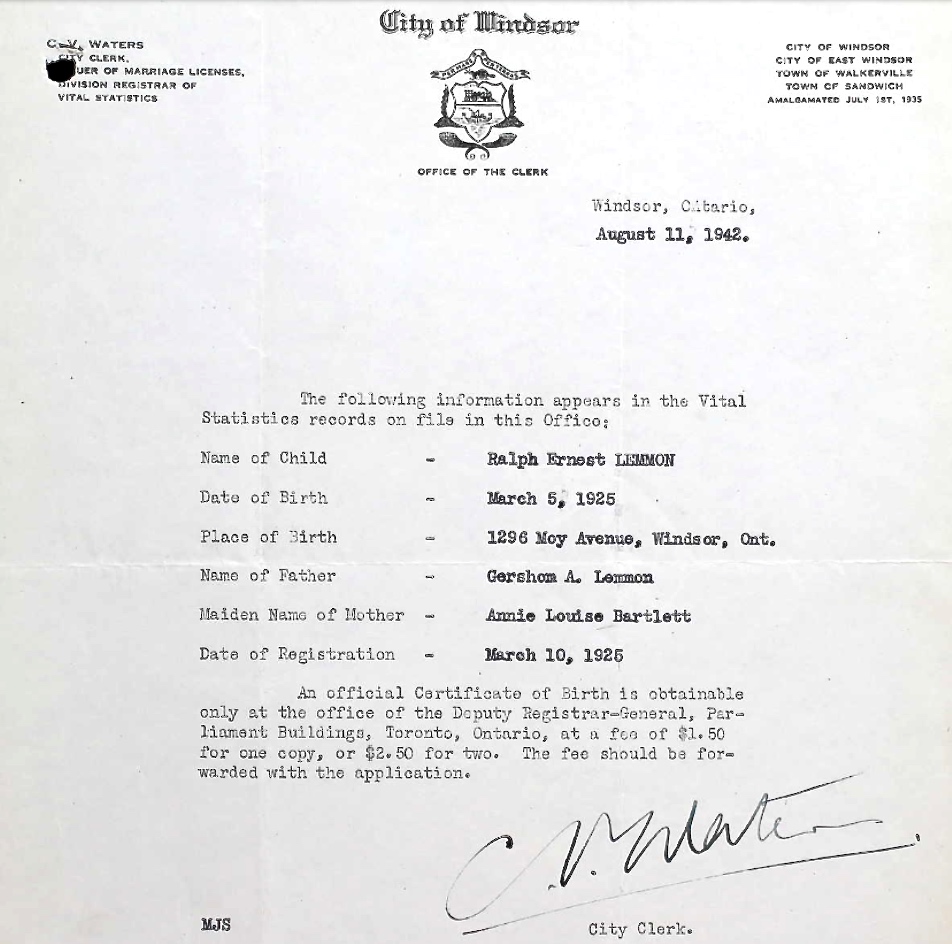 City of Windsor
C. V. WATERS
CITY CLERK,
ISSUER OF MARRIAGE LICENSES,
DIVISION REGISTRAR OF
VITAL STATISTICS
CITY OF WINDSOR
CITY OF EAST WINDSOR
TOWN OF WALKERVILLE
TOWN OF SANDWICH
AMALGAMATED JULY 1ST, 1935
OFFICE OF THE CLERK
Windsor, Ontario,
August 11, 1942.
The following information appears in the Vital
Statistics records on file in this Office:
Name of Child - Ralph Ernest LEMMON
Date of Birth - March 5, 1925
Place of Birth - 1296 Moy Avenue, Windsor, Ont.
Name of Father - Gershom A. Lemmon
Maiden Name of Mother - Annie Louise Bartlett
Date of Registration - March 10, 1925
An official Certificate of Birth is obtainable
only at the office of the Deputy Registrar-General, Par-
liament Buildings, Toronto, Ontario, at a fee of $1.50
for one copy, or $2.50 for two. The fee should be for-
warded with the application.
C. V. Waters
MJS
City Clerk.